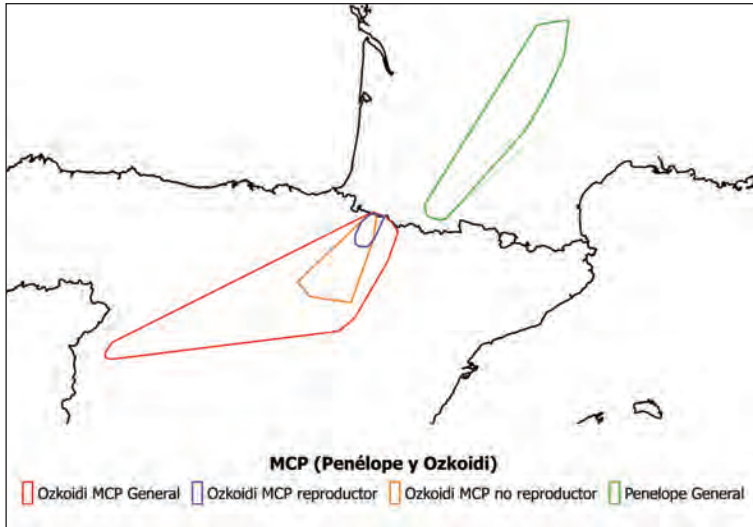 MCP (Penélope y Ozkoidi)
Ozkoidi MCP General Ozkoidi MCP reproductor Ozkoidi MCP no reproductor Penelope General